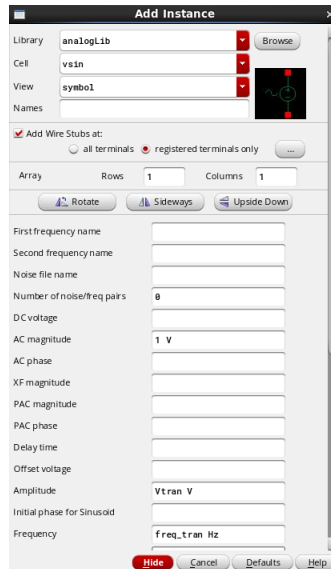 Add Instance
Library analogLib Browse
Cell vsin
View symbol
Names
Add Wire Stubs at:
all terminals registered terminals only ...
Array Rows 1 Columns 1
Rotate Sideways Upside Down
First frequency name
Second frequency name
Noise file name
Number of noise/freq pairs 0
DC voltage
AC magnitude 1 V
AC phase
XF magnitude
PAC magnitude
PAC phase
Delay time
Offset voltage
Amplitude Vtran V
Initial phase for Sinusoid
Frequency freq_tran Hz
Hide Cancel Defaults Help